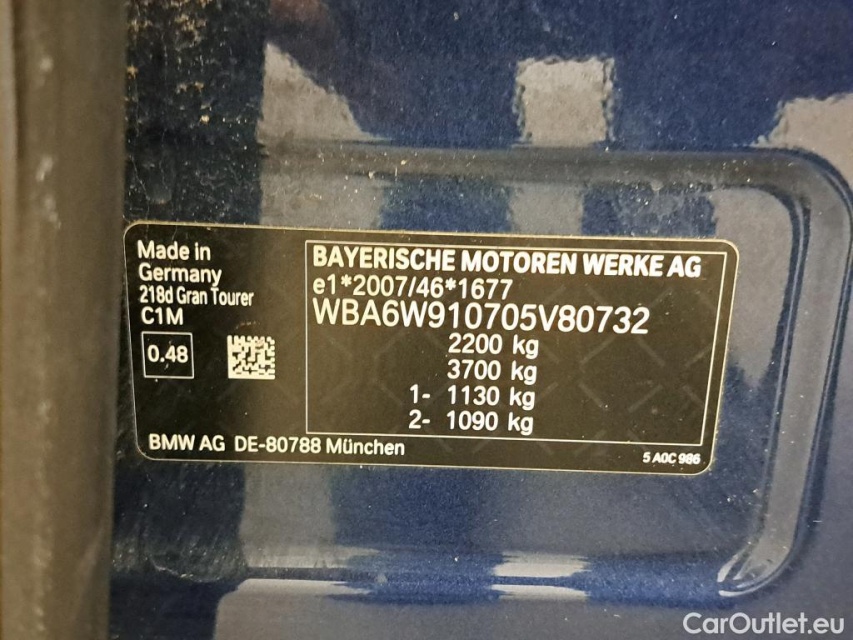 Made in
Germany
218d Gran Tourer
C1M
0.48
BAYERISCHE MOTOREN WERKE AG
e1*2007/46*1677
WBA6W910705V80732
2200 kg
3700 kg
1- 1130 kg
2- 1090 kg
BMW AG DE-80788 München
5 A0C 986
CarOutlet.eu